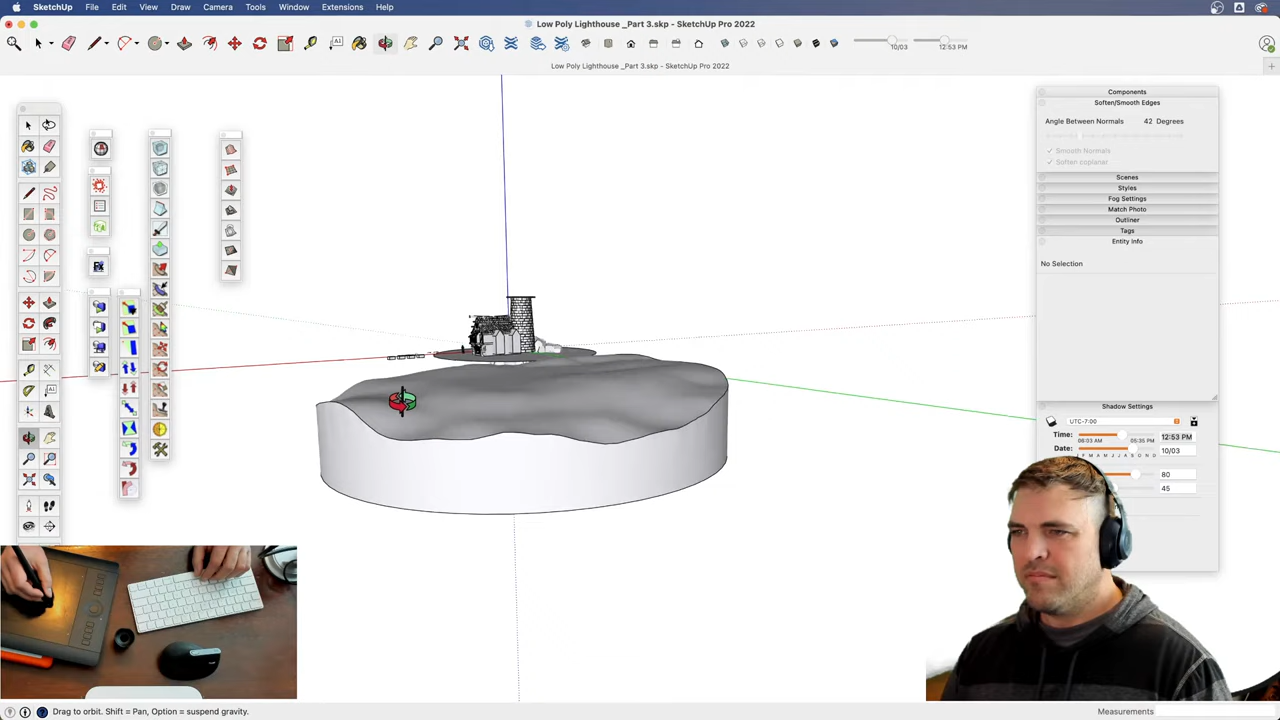 SketchUp File Edit View Draw Camera Tools Window Extensions Help
Low Poly Lighthouse _Part 3.skp - SketchUp Pro 2022
10/03 12:53 PM
Low Poly Lighthouse _Part 3.skp - SketchUp Pro 2022
Components
Soften/Smooth Edges
Angle Between Normals 42 Degrees
Smooth Normals
Soften coplanar
Scenes
Styles
Fog Settings
Match Photo
Outliner
Tags
Entity Info
No Selection
Shadow Settings
UTC-7:00
Time: 12:53 PM
06:03 AM 05:35 PM
Date: 10/03
J F M A M J J A S O N D
80
45
Drag to orbit. Shift = Pan, Option = suspend gravity.
Measurements